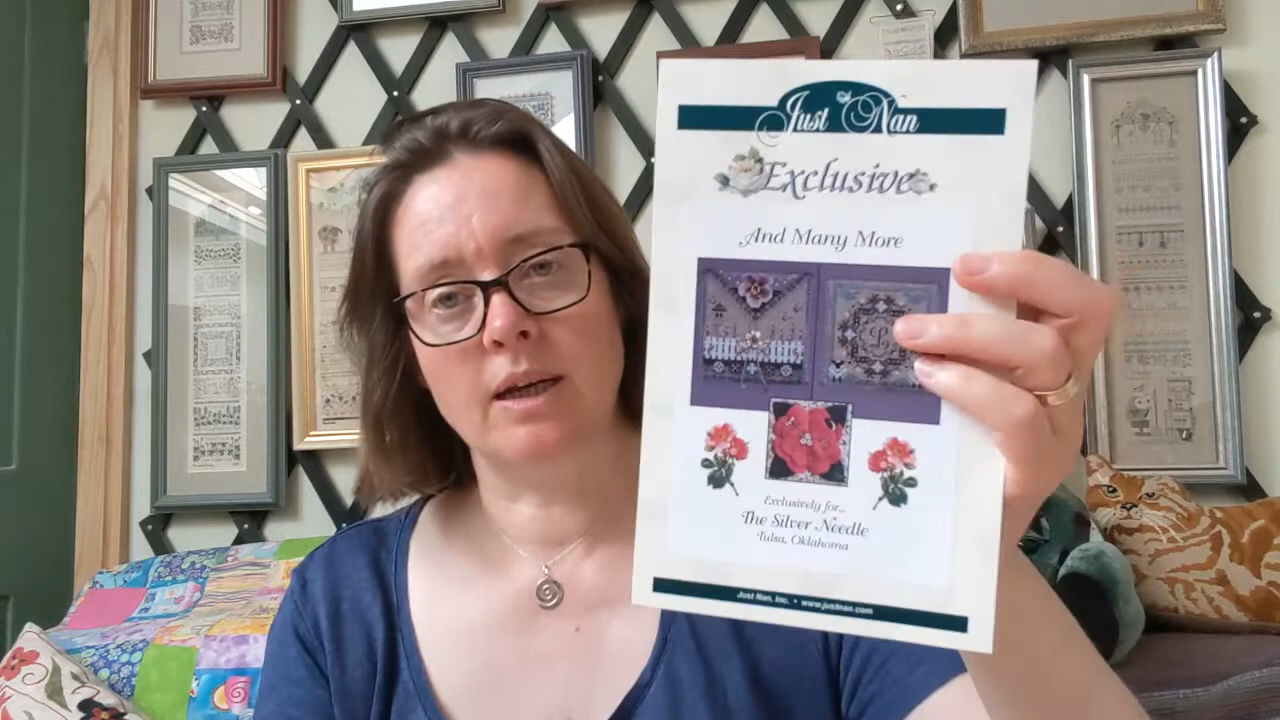 Just Nan
Exclusive
And Many More
Exclusively for...
The Silver Needle
Tulsa, Oklahoma
Just Nan, Inc. • www.justnan.com